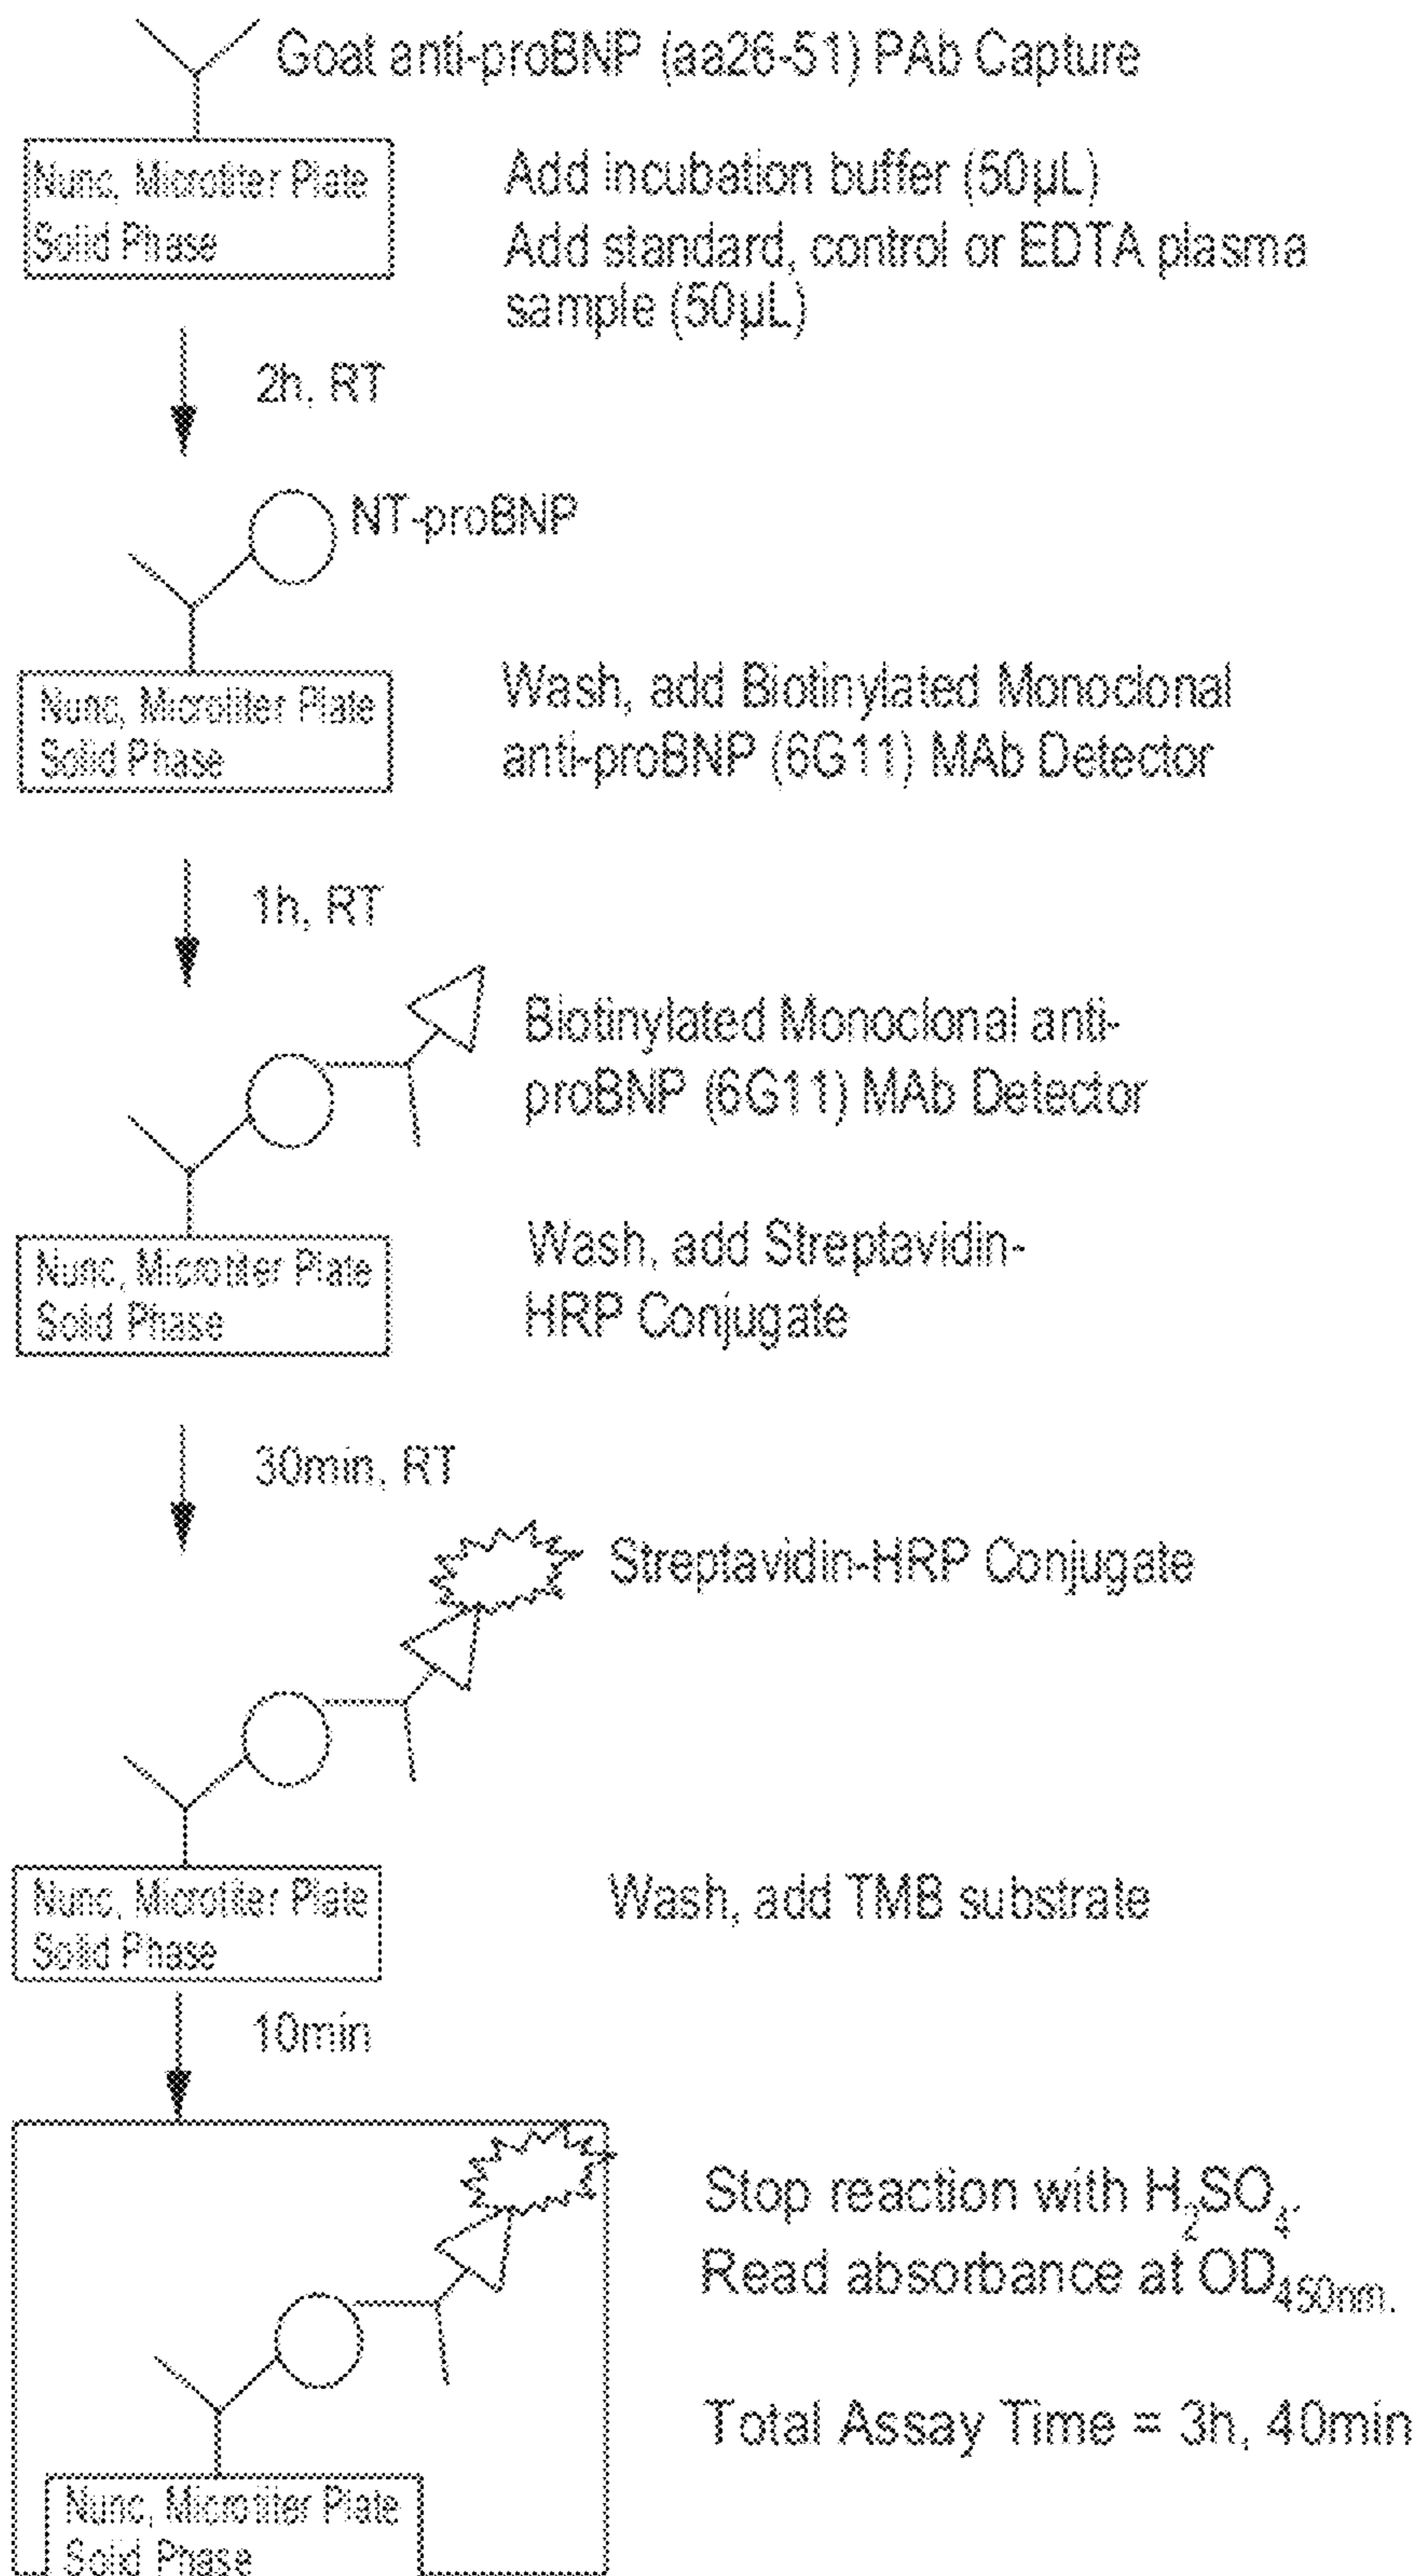 Goat anti-proBNP (aa26-51) PAb Capture
Nunc, Microtiter Plate
Solid Phase
Add incubation buffer (50µL)
Add standard, control or EDTA plasma
sample (50µL)
2h, RT
NT-proBNP
Nunc, Microtiter Plate
Solid Phase
Wash, add Biotinylated Monoclonal
anti-proBNP (6G11) MAb Detector
1h, RT
Biotinylated Monoclonal anti-
proBNP (6G11) MAb Detector
Nunc, Microtiter Plate
Solid Phase
Wash, add Streptavidin-
HRP Conjugate
30min, RT
Streptavidin-HRP Conjugate
Nunc, Microtiter Plate
Solid Phase
Wash, add TMB substrate
10min
Stop reaction with H₂SO₄.
Read absorbance at OD₄₅₀nm.
Total Assay Time = 3h, 40min
Nunc, Microtiter Plate
Solid Phase